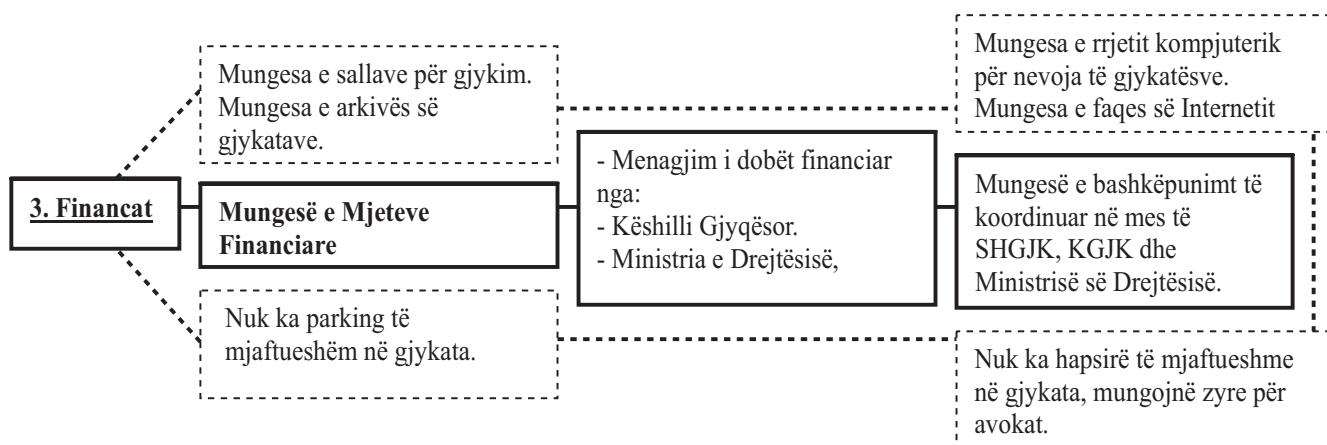 Mungesa e sallave për gjykim.
Mungesa e arkivës së
gjykatave.
Mungesa e rrjetit kompjuterik
për nevoja të gjykatësve.
Mungesa e faqes së Internetit
3. Financat
Mungesë e Mjeteve
Financiare
- Menagjim i dobët financiar
nga:
- Këshilli Gjyqësor.
- Ministria e Drejtësisë,
Mungesë e bashkëpunimt të
koordinuar në mes të
SHGJK, KGJK dhe
Ministrisë së Drejtësisë.
Nuk ka parking të
mjaftueshëm në gjykata.
Nuk ka hapsirë të mjaftueshme
në gjykata, mungojnë zyre për
avokat.